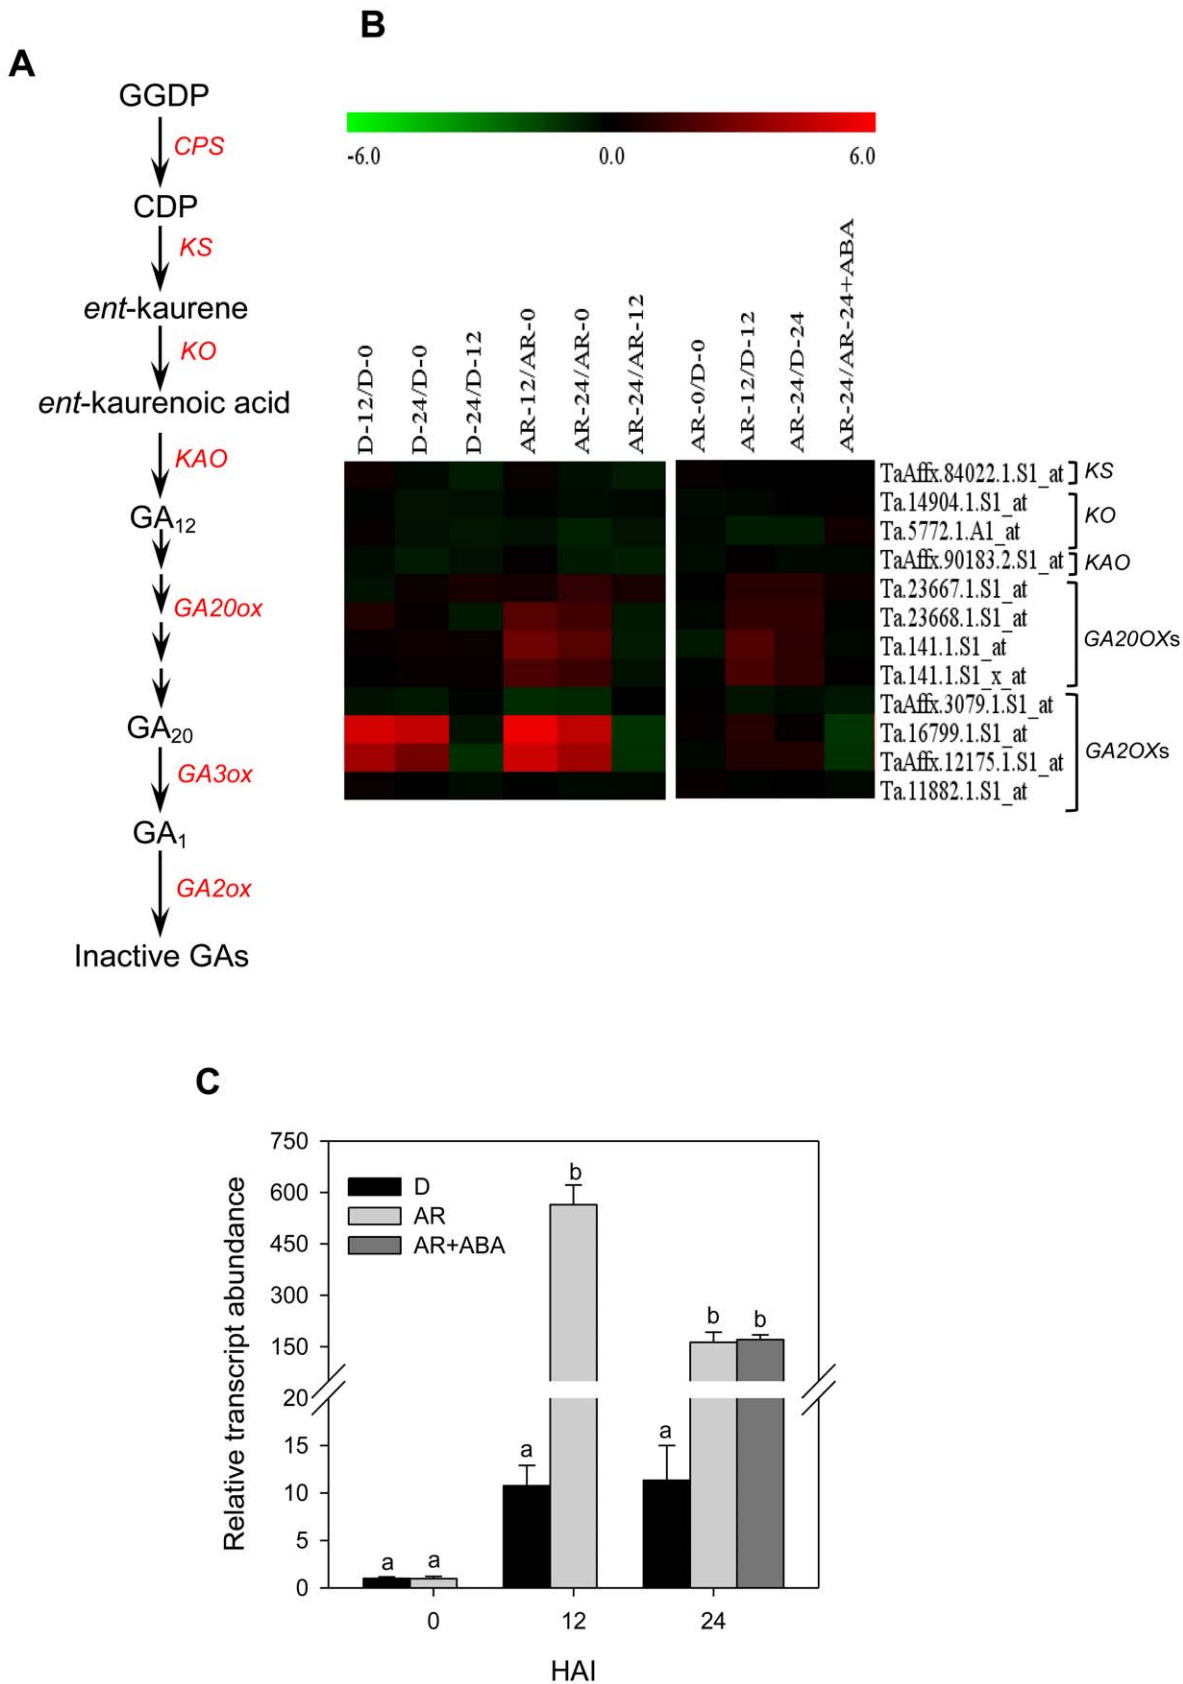 A
GGDP
CPS
CDP
KS
ent-kaurene
KO
ent-kaurenoic acid
KAO
GA12
GA20ox
GA20
GA3ox
GA1
GA2ox
Inactive GAs
B
-6.0 0.0 6.0
D-12/D-0
D-24/D-0
D-24/D-12
AR-12/AR-0
AR-24/AR-0
AR-24/AR-12
AR-0/D-0
AR-12/D-12
AR-24/D-24
AR-24/AR-24+ABA
TaAffx.84022.1.S1_at KS
Ta.14904.1.S1_at
KO
Ta.5772.1.A1_at
TaAffx.90183.2.S1_at KAO
Ta.23667.1.S1_at
Ta.23668.1.S1_at
GA20OXs
Ta.141.1.S1_at
Ta.141.1.S1_x_at
TaAffx.3079.1.S1_at
Ta.16799.1.S1_at
GA2OXs
TaAffx.12175.1.S1_at
Ta.11882.1.S1_at
C
Relative transcript abundance
750
600
450
300
150
20
15
10
5
0
D
AR
AR+ABA
a a
a b
a b b
0 12 24
HAI